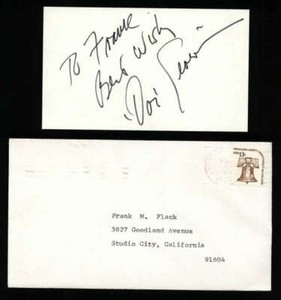 To Frank
Best Wishes
Frank M. Flack
3827 Goodland Avenue
Studio City, California
91604